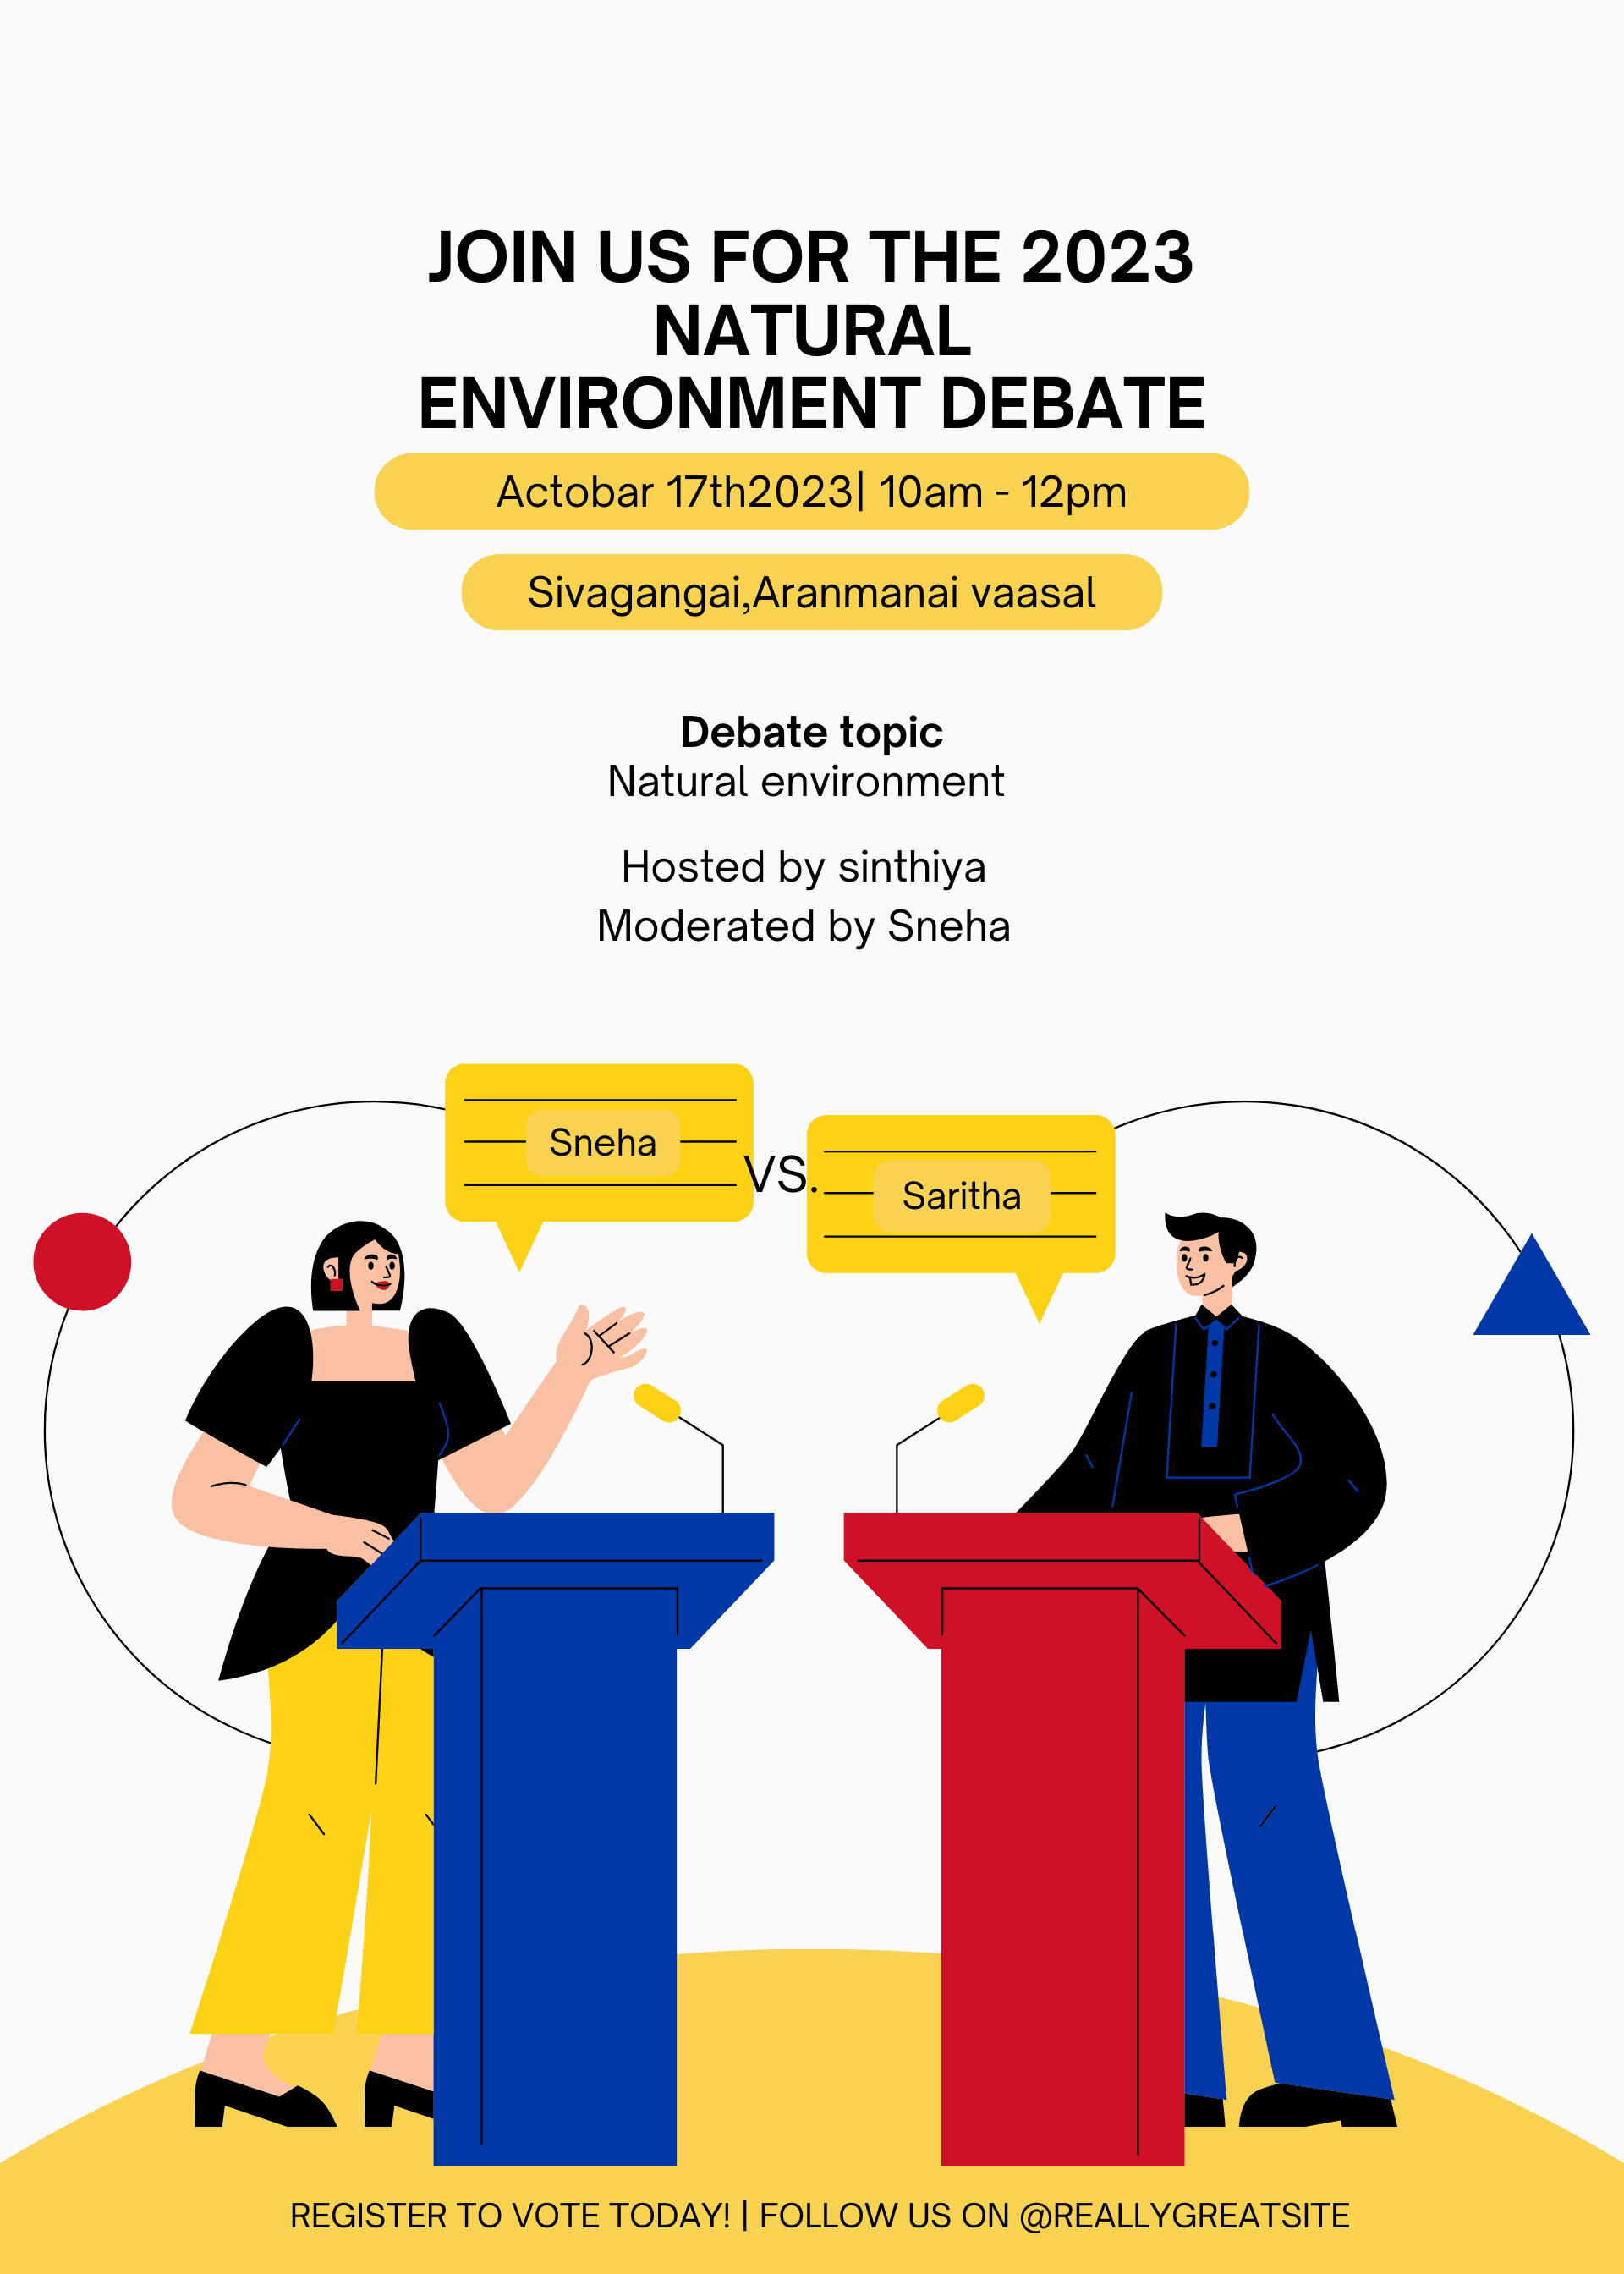 JOIN US FOR THE 2023
NATURAL
ENVIRONMENT DEBATE
Actobar 17th2023| 10am - 12pm
Sivagangai,Aranmanai vaasal
Debate topic
Natural environment
Hosted by sinthiya
Moderated by Sneha
Sneha
VS.
Saritha
REGISTER TO VOTE TODAY! | FOLLOW US ON @REALLYGREATSITE